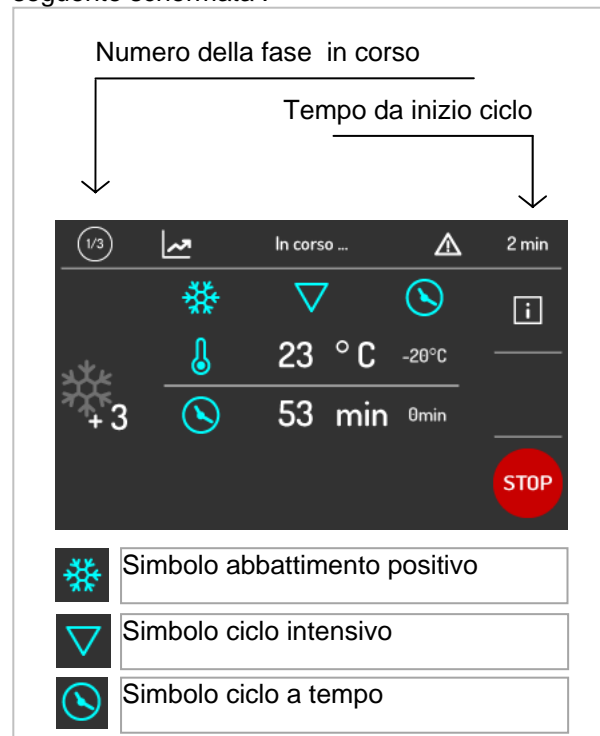 seguente schermata :
Numero della fase in corso
Tempo da inizio ciclo
1/3 In corso ... 2 min
i
23 °C -20°C
+3
53 min 0min
STOP
Simbolo abbattimento positivo
Simbolo ciclo intensivo
Simbolo ciclo a tempo